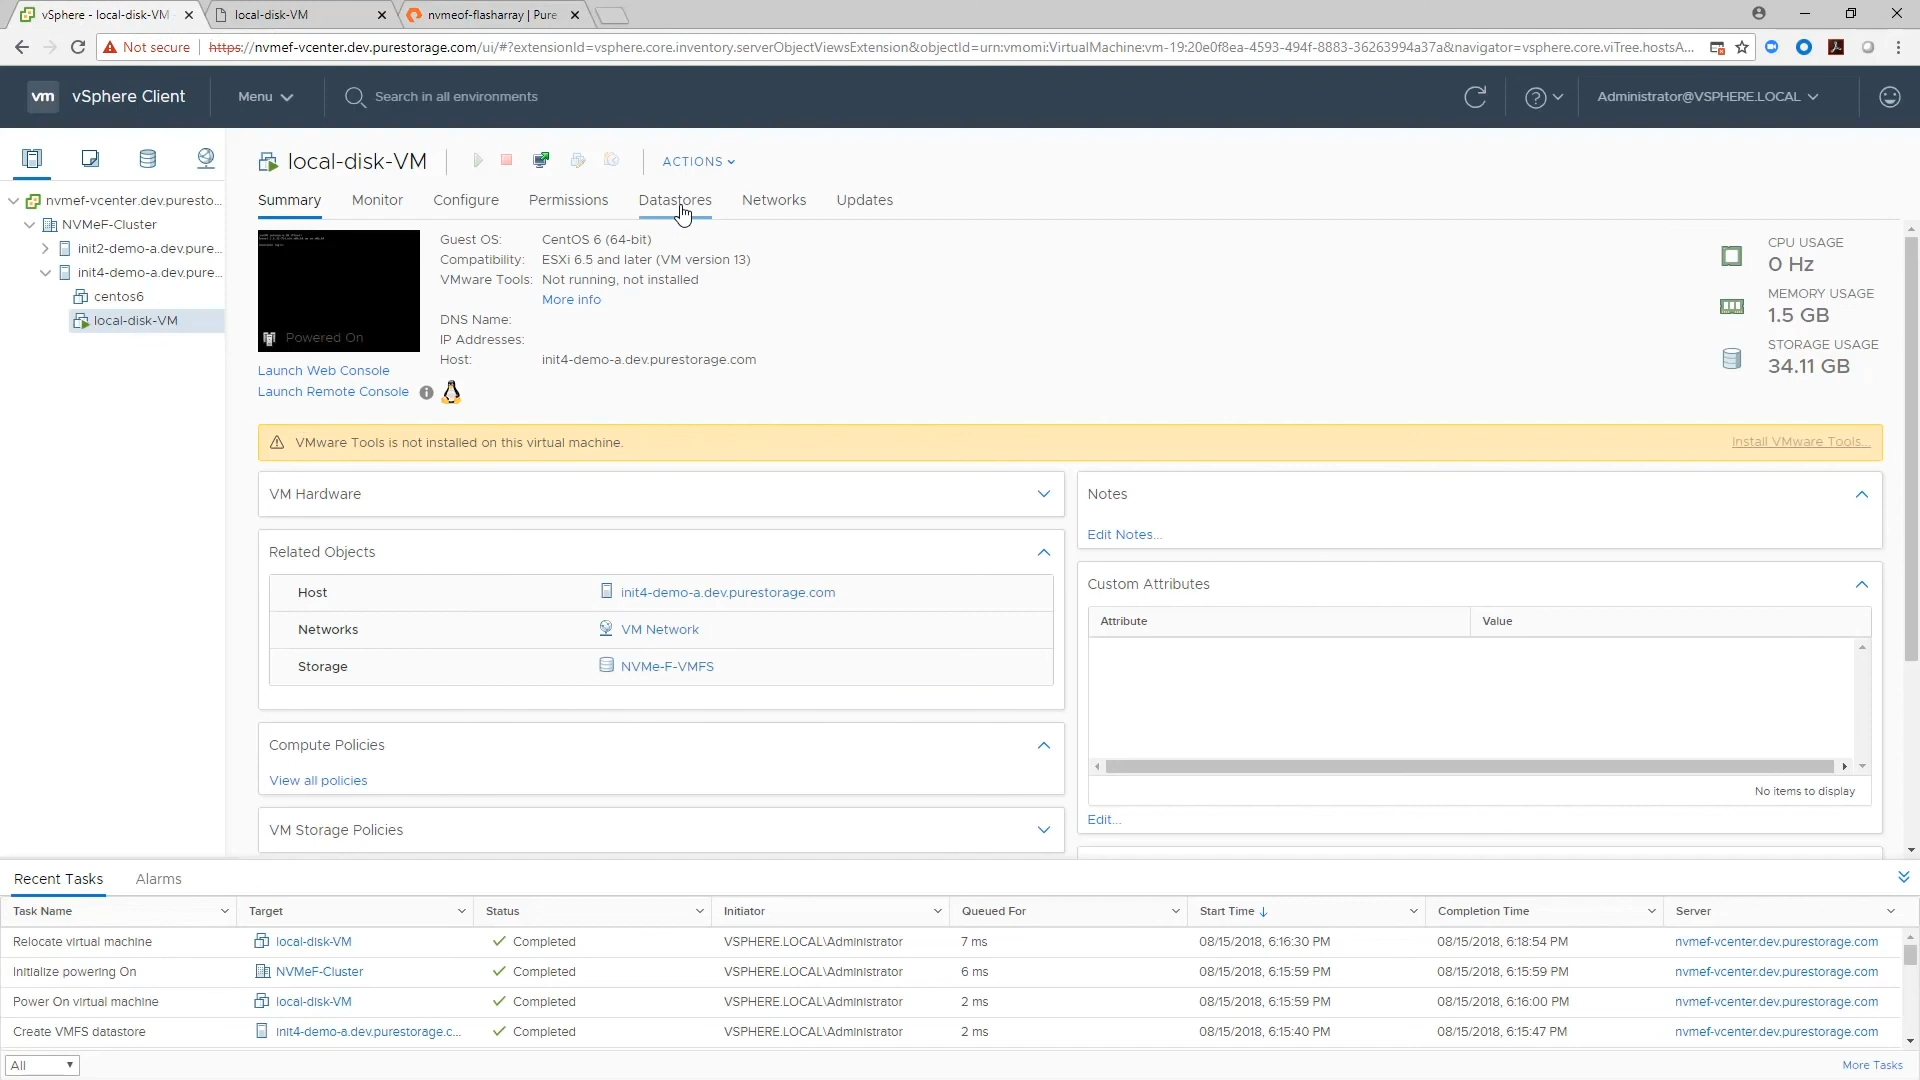 vSphere - local-disk-VM
local-disk-VM
nvmeof-flasharray | Pure
Not secure
https://nvmef-vcenter.dev.purestorage.com/ui/#?extensionId=vsphere.core.inventory.serverObjectViewsExtension&objectId=urn:vmomi:VirtualMachine:vm-19:20e0f8ea-4593-494f-8883-36263994a37a&navigator=vsphere.core.viTree.hostsA...
vm
vSphere Client
Menu
Search in all environments
Administrator@VSPHERE.LOCAL
nvmef-vcenter.dev.puresto...
NVMeF-Cluster
init2-demo-a.dev.pure...
init4-demo-a.dev.pure...
centos6
local-disk-VM
local-disk-VM
ACTIONS
Summary
Monitor
Configure
Permissions
Datastores
Networks
Updates
Powered On
Launch Web Console
Launch Remote Console
Guest OS: CentOS 6 (64-bit)
Compatibility: ESXi 6.5 and later (VM version 13)
VMware Tools: Not running, not installed
More info
DNS Name:
IP Addresses:
Host: init4-demo-a.dev.purestorage.com
CPU USAGE
0 Hz
MEMORY USAGE
1.5 GB
STORAGE USAGE
34.11 GB
VMware Tools is not installed on this virtual machine.
Install VMware Tools...
VM Hardware
Related Objects
Host init4-demo-a.dev.purestorage.com
Networks VM Network
Storage NVMe-F-VMFS
Compute Policies
View all policies
VM Storage Policies
Notes
Edit Notes...
Custom Attributes
Attribute Value
No items to display
Edit...
Recent Tasks
Alarms
Task Name Target Status Initiator Queued For Start Time Completion Time Server
Relocate virtual machine local-disk-VM Completed VSPHERE.LOCAL\Administrator 7 ms 08/15/2018, 6:16:30 PM 08/15/2018, 6:18:54 PM nvmef-vcenter.dev.purestorage.com
Initialize powering On NVMeF-Cluster Completed VSPHERE.LOCAL\Administrator 6 ms 08/15/2018, 6:15:59 PM 08/15/2018, 6:15:59 PM nvmef-vcenter.dev.purestorage.com
Power On virtual machine local-disk-VM Completed VSPHERE.LOCAL\Administrator 2 ms 08/15/2018, 6:15:59 PM 08/15/2018, 6:16:00 PM nvmef-vcenter.dev.purestorage.com
Create VMFS datastore init4-demo-a.dev.purestorage.c... Completed VSPHERE.LOCAL\Administrator 2 ms 08/15/2018, 6:15:40 PM 08/15/2018, 6:15:47 PM nvmef-vcenter.dev.purestorage.com
All
More Tasks